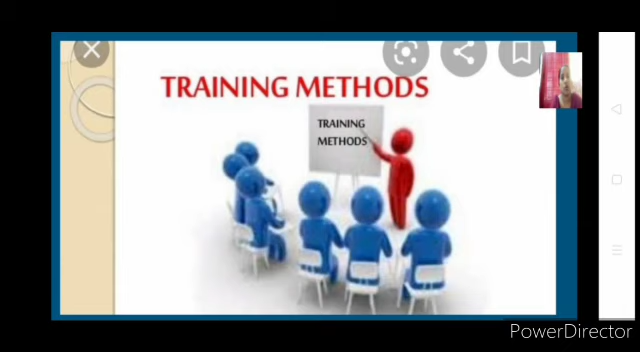 TRAINING METHODS
TRAINING
METHODS
PowerDirector